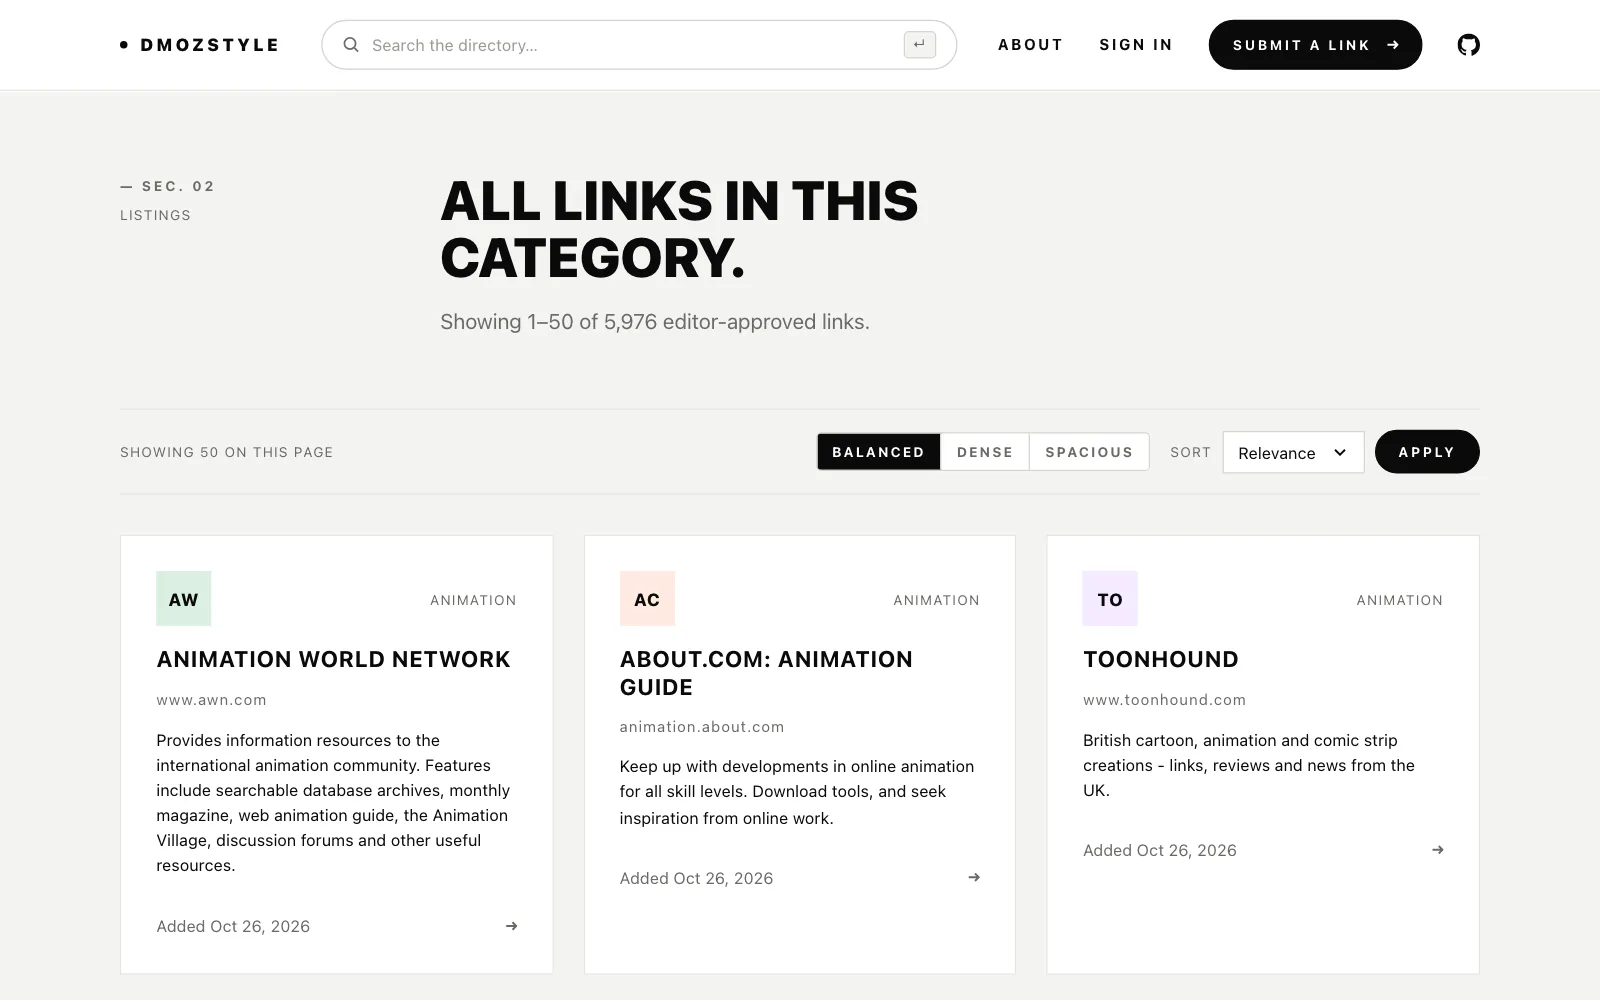 DMOZSTYLE
Search the directory...
↵
ABOUT
SIGN IN
SUBMIT A LINK →
— SEC. 02
LISTINGS
ALL LINKS IN THIS
CATEGORY.
Showing 1–50 of 5,976 editor-approved links.
SHOWING 50 ON THIS PAGE
BALANCED
DENSE
SPACIOUS
SORT
Relevance
APPLY
AW
ANIMATION
ANIMATION WORLD NETWORK
www.awn.com
Provides information resources to the
international animation community. Features
include searchable database archives, monthly
magazine, web animation guide, the Animation
Village, discussion forums and other useful
resources.
Added Oct 26, 2026 →
AC
ANIMATION
ABOUT.COM: ANIMATION
GUIDE
animation.about.com
Keep up with developments in online animation
for all skill levels. Download tools, and seek
inspiration from online work.
Added Oct 26, 2026 →
TO
ANIMATION
TOONHOUND
www.toonhound.com
British cartoon, animation and comic strip
creations - links, reviews and news from the
UK.
Added Oct 26, 2026 →